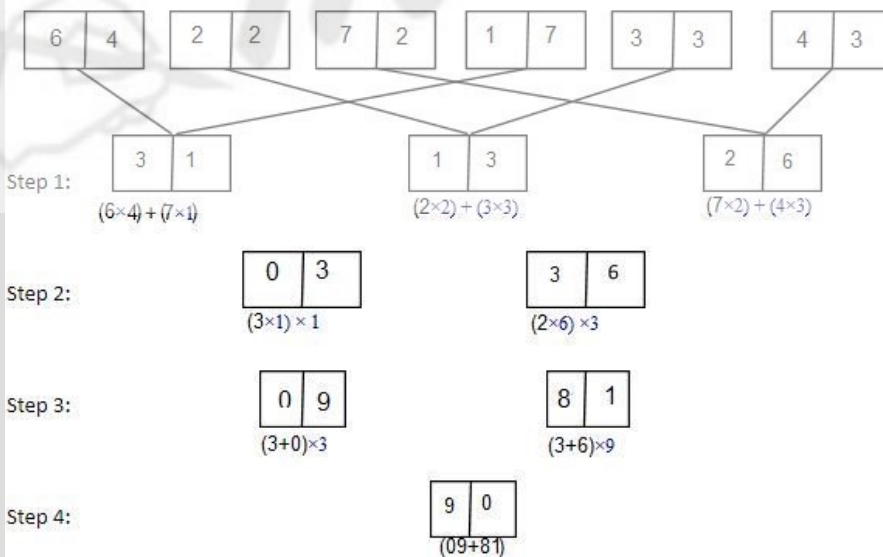 6 4 2 2 7 2 1 7 3 3 4 3
Step 1: 3 1 1 3 2 6
(6×4) + (7×1) (2×2) + (3×3) (7×2) + (4×3)
Step 2: 0 3 3 6
(3×1) × 1 (2×6) ×3
Step 3: 0 9 8 1
(3+0)×3 (3+6)×9
Step 4: 9 0
(09+81)